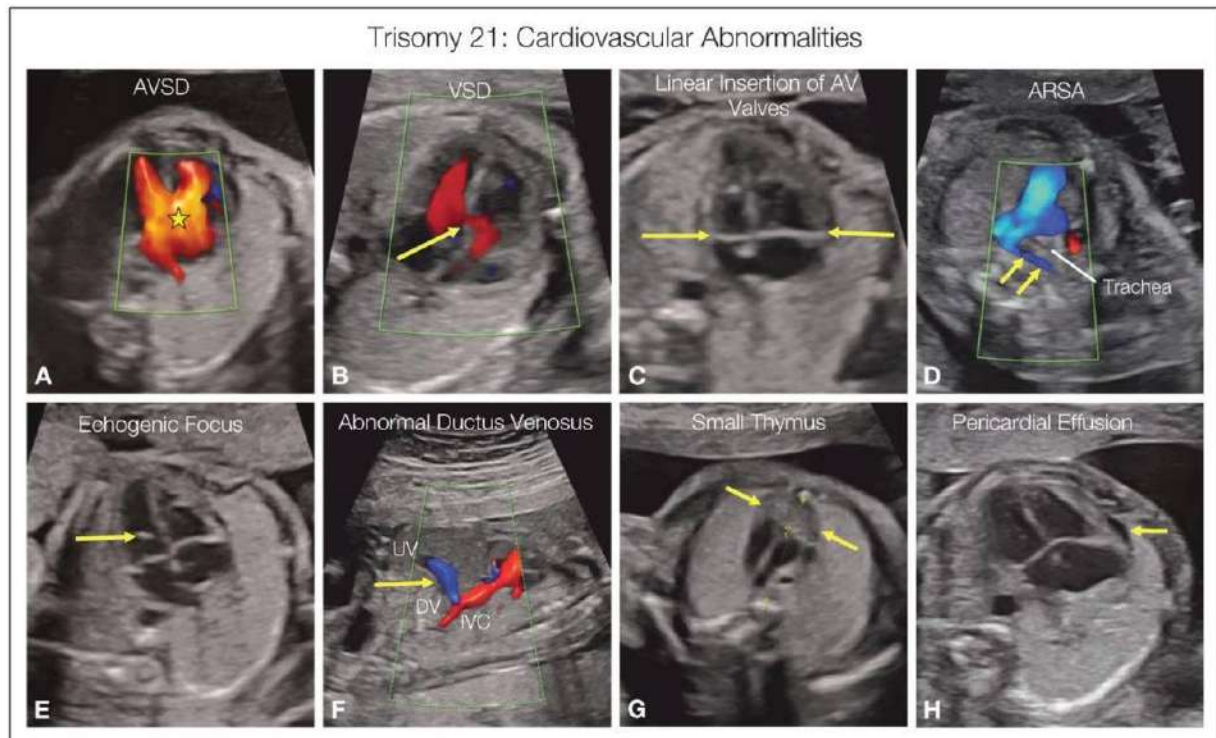 Trisomy 21: Cardiovascular Abnormalities
AVSD
A
VSD
B
Linear Insertion of AV
Valves
C
ARSA
Trachea
D
Echogenic Focus
E
Abnormal Ductus Venosus
UV
DV
IVC
F
Small Thymus
G
Pericardial Effusion
H